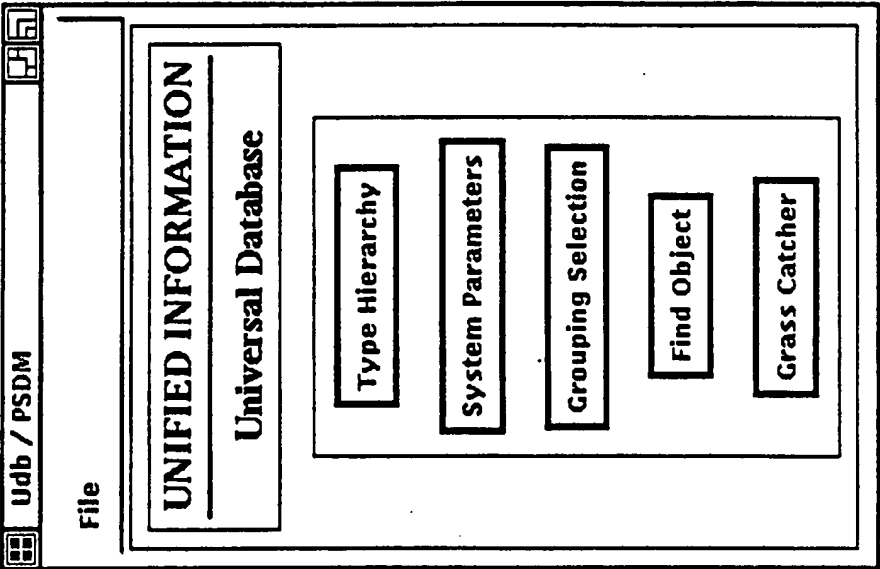 Udb / PSDM
File
UNIFIED INFORMATION
Universal Database
Type Hierarchy
System Parameters
Grouping Selection
Find Object
Grass Catcher